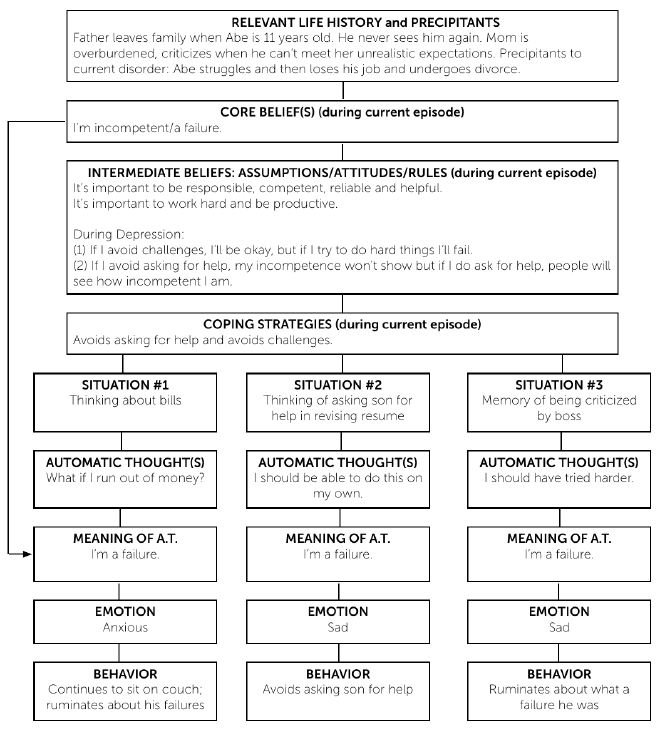 RELEVANT LIFE HISTORY and PRECIPITANTS
Father leaves family when Abe is 11 years old. He never sees him again. Mom is
overburdened, criticizes when he can't meet her unrealistic expectations. Precipitants to
current disorder: Abe struggles and then loses his job and undergoes divorce.
CORE BELIEF(S) (during current episode)
I'm incompetent/a failure.
INTERMEDIATE BELIEFS: ASSUMPTIONS/ATTITUDES/RULES (during current episode)
It's important to be responsible, competent, reliable and helpful.
It's important to work hard and be productive.
During Depression:
(1) If I avoid challenges, I'll be okay, but if I try to do hard things I'll fail.
(2) If I avoid asking for help, my incompetence won't show but if I do ask for help, people will
see how incompetent I am.
COPING STRATEGIES (during current episode)
Avoids asking for help and avoids challenges.
SITUATION #1
Thinking about bills
AUTOMATIC THOUGHT(S)
What if I run out of money?
MEANING OF A.T.
I'm a failure.
EMOTION
Anxious
BEHAVIOR
Continues to sit on couch;
ruminates about his failures
SITUATION #2
Thinking of asking son for
help in revising resume
AUTOMATIC THOUGHT(S)
I should be able to do this on
my own.
MEANING OF A.T.
I'm a failure.
EMOTION
Sad
BEHAVIOR
Avoids asking son for help
SITUATION #3
Memory of being criticized
by boss
AUTOMATIC THOUGHT(S)
I should have tried harder.
MEANING OF A.T.
I'm a failure.
EMOTION
Sad
BEHAVIOR
Ruminates about what a
failure he was